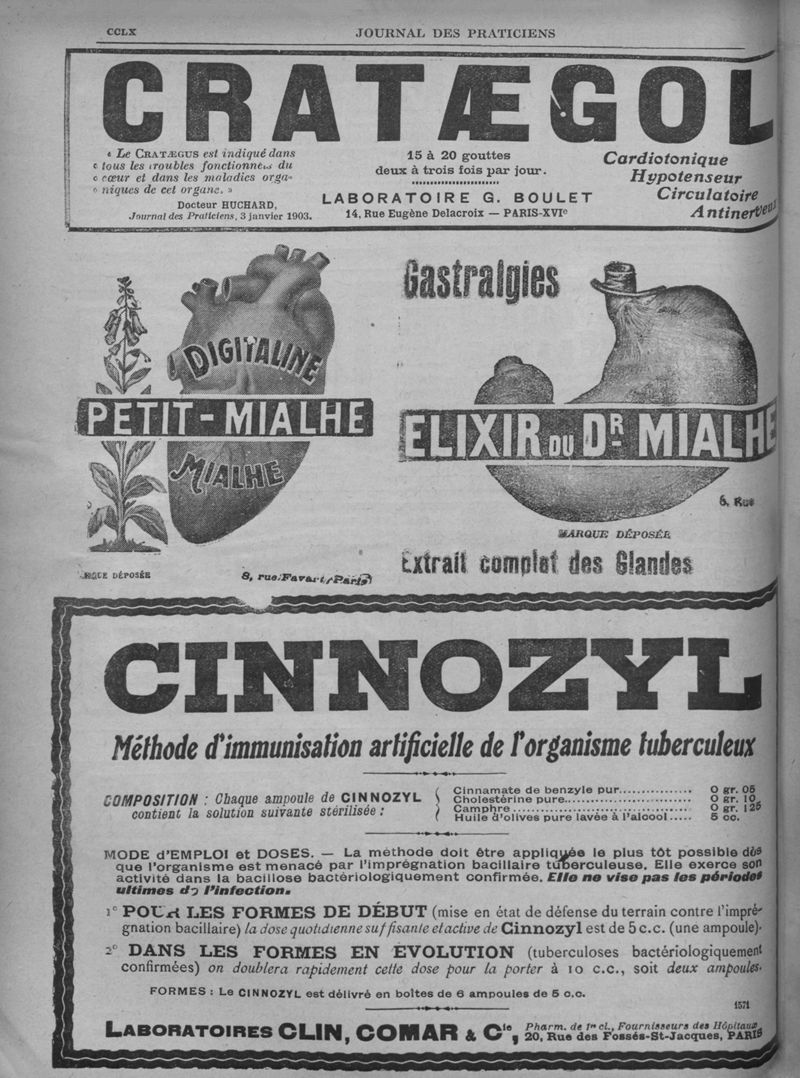 CCLX
JOURNAL DES PRATICIENS
CRATÆGOL
« Le CRATÆGUS est indiqué dans
« tous les troubles fonctionnels du
« cœur et dans les maladies orga-
« niques de cet organe. »
Docteur HUCHARD,
Journal des Praticiens, 3 janvier 1903.
15 à 20 gouttes
deux à trois fois par jour.
LABORATOIRE G. BOULET
14, Rue Eugène Delacroix — PARIS-XVIe
Cardiotonique
Hypotenseur
Circulatoire
Antinerveux
DIGITALINE
PETIT-MIALHE
MIALHE
MARQUE DÉPOSÉE
8, rue Favart, Paris
Gastralgies
ELIXIR DU DR MIALHE
8, Rue
MARQUE DÉPOSÉE
Extrait complet des Glandes
CINNOZYL
Méthode d'immunisation artificielle de l'organisme tuberculeux
COMPOSITION : Chaque ampoule de CINNOZYL
contient la solution suivante stérilisée :
Cinnamate de benzyle pur................ 0 gr. 05
Cholestérine pure............................ 0 gr. 10
Camphre........................................ 0 gr. 125
Huile d'olives pure lavée à l'alcool..... 5 cc.
MODE d'EMPLOI et DOSES. — La méthode doit être appliquée le plus tôt possible dès
que l'organisme est menacé par l'imprégnation bacillaire tuberculeuse. Elle exerce son
activité dans la bacillose bactériologiquement confirmée. Elle ne vise pas les périodes
ultimes de l'infection.
1° POUR LES FORMES DE DÉBUT (mise en état de défense du terrain contre l'impré-
gnation bacillaire) la dose quotidienne suffisante et active de Cinnozyl est de 5 c.c. (une ampoule).
2° DANS LES FORMES EN ÉVOLUTION (tuberculoses bactériologiquement
confirmées) on doublera rapidement cette dose pour la porter à 10 c.c., soit deux ampoules.
FORMES : Le CINNOZYL est délivré en boîtes de 6 ampoules de 5 c.c.
1571
LABORATOIRES CLIN, COMAR & Cie, Pharm. de 1re cl., Fournisseurs des Hôpitaux,
20, Rue des Fossés-St-Jacques, PARIS